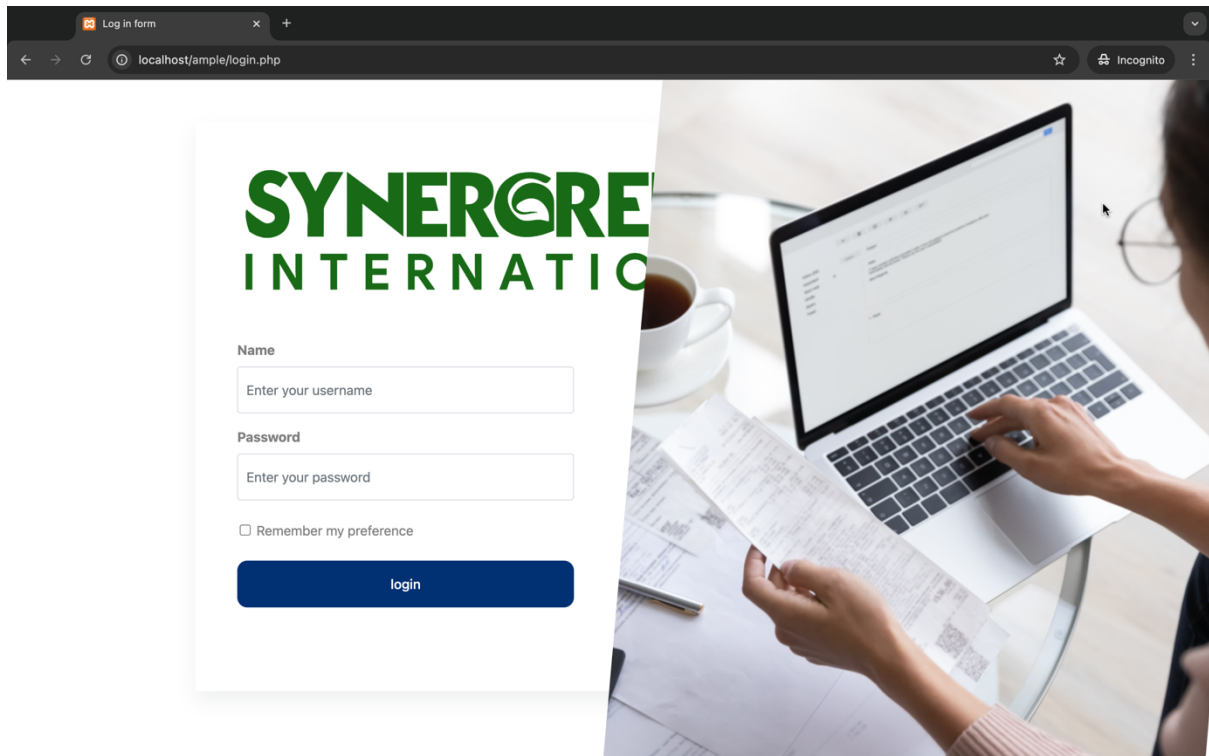 Log in form
localhost/ample/login.php
Incognito
SYNERGRE
INTERNATIO
Name
Enter your username
Password
Enter your password
Remember my preference
login